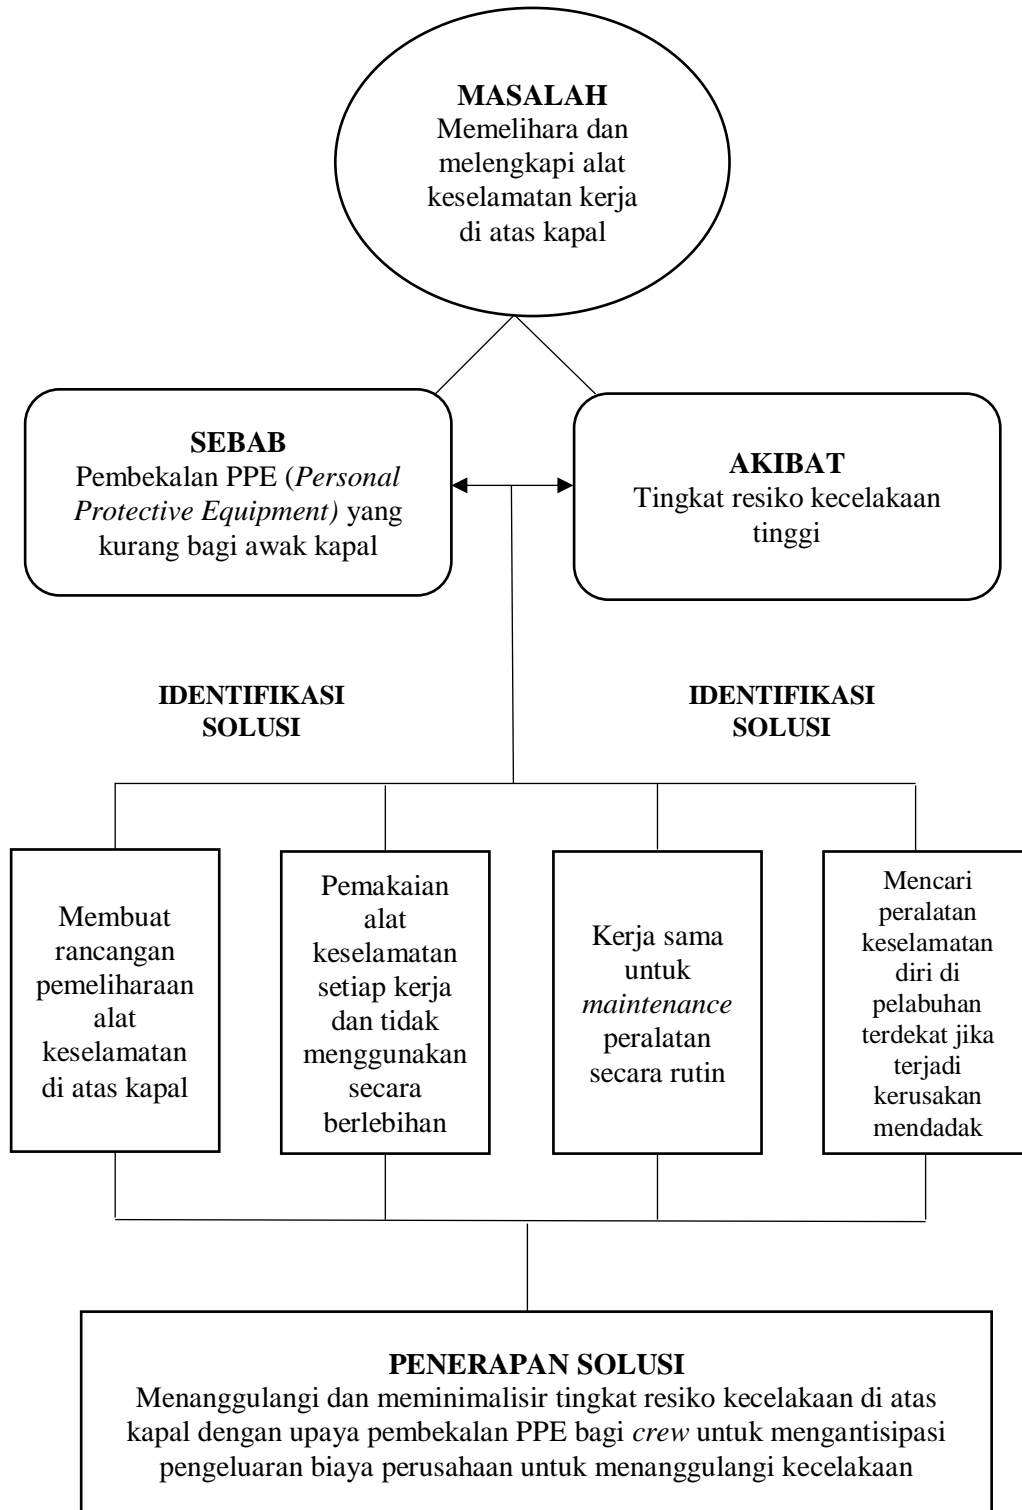 MASALAH
Memelihara dan
melengkapi alat
keselamatan kerja
di atas kapal
SEBAB
Pembekalan PPE (Personal
Protective Equipment) yang
kurang bagi awak kapal
AKIBAT
Tingkat resiko kecelakaan
tinggi
IDENTIFIKASI
SOLUSI
IDENTIFIKASI
SOLUSI
Membuat
rancangan
pemeliharaan
alat
keselamatan
di atas kapal
Pemakaian
alat
keselamatan
setiap kerja
dan tidak
menggunakan
secara
berlebihan
Kerja sama
untuk
maintenance
peralatan
secara rutin
Mencari
peralatan
keselamatan
diri di
pelabuhan
terdekat jika
terjadi
kerusakan
mendadak
PENERAPAN SOLUSI
Menanggulangi dan meminimalisir tingkat resiko kecelakaan di atas
kapal dengan upaya pembekalan PPE bagi crew untuk mengantisipasi
pengeluaran biaya perusahaan untuk menanggulangi kecelakaan